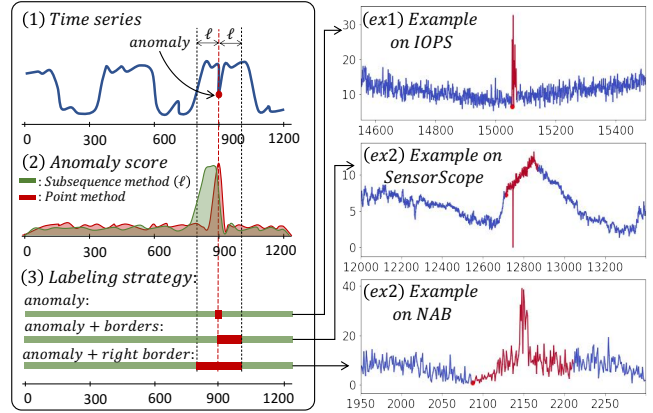 (1) Time series
ℓ ℓ
anomaly
0 300 600 900 1200
(2) Anomaly score
: Subsequence method (ℓ)
: Point method
0 300 600 900 1200
(3) Labeling strategy:
anomaly:
anomaly + borders:
anomaly + right border:
0 300 600 900 1200
(ex1) Example
on IOPS
30
20
10
14600 14800 15000 15200 15400
(ex2) Example on
SensorScope
10
5
0
12000 12200 12400 12600 12800 13000 13200
(ex2) Example
on NAB
40
20
0
1950 2000 2050 2100 2150 2200 2250